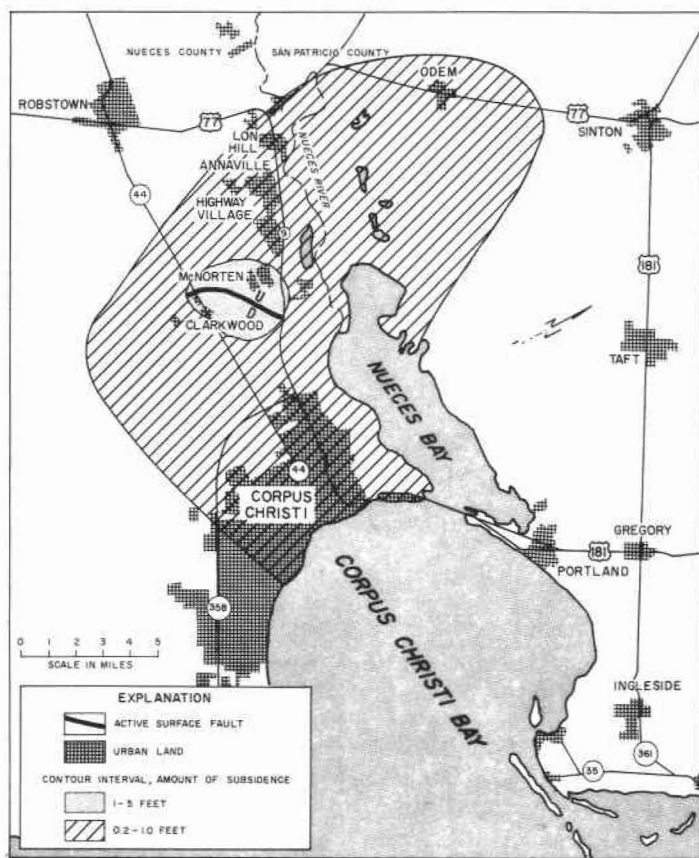 NUECES COUNTY
SAN PATRICIO COUNTY
ODEM
ROBSTOWN
77
77
SINTON
LON
HILL
ANNAVILLE
NUECES RIVER
44
HIGHWAY
VILLAGE
9
181
McNORTEN
U
D
CLARKWOOD
TAFT
NUECES BAY
44
CORPUS
CHRISTI
GREGORY
181
PORTLAND
CORPUS CHRISTI BAY
358
0 1 2 3 4 5
SCALE IN MILES
INGLESIDE
EXPLANATION
ACTIVE SURFACE FAULT
URBAN LAND
361
35
CONTOUR INTERVAL, AMOUNT OF SUBSIDENCE
1-5 FEET
0.2-1.0 FEET